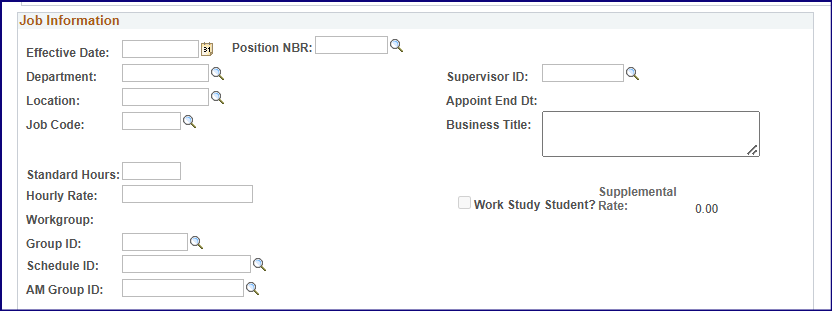 Job Information
Effective Date: 31 Position NBR:
Department: Supervisor ID:
Location: Appoint End Dt:
Job Code: Business Title:
Standard Hours:
Hourly Rate: Work Study Student? Supplemental Rate: 0.00
Workgroup:
Group ID:
Schedule ID:
AM Group ID: